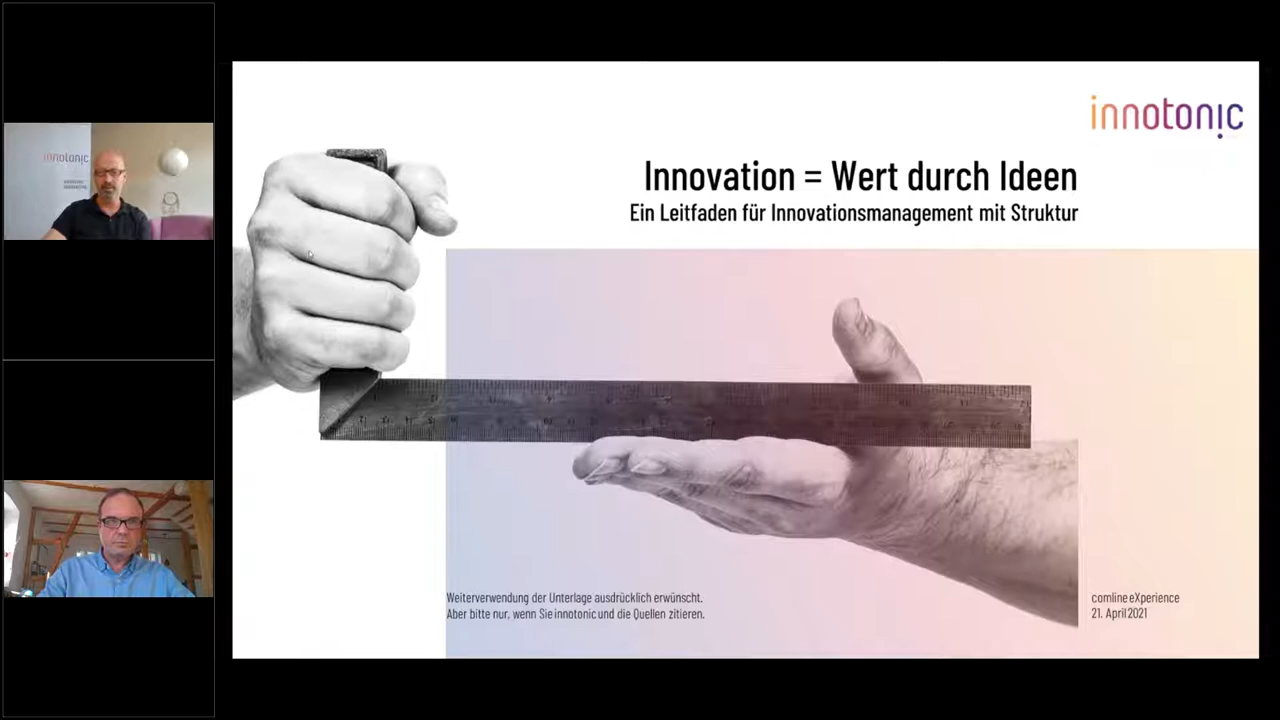 innotonic
innotonic
Innovation = Wert durch Ideen
Ein Leitfaden für Innovationsmanagement mit Struktur
Weiterverwendung der Unterlage ausdrücklich erwünscht.
Aber bitte nur, wenn Sie innotonic und die Quellen zitieren.
comline eXperience
21. April 2021